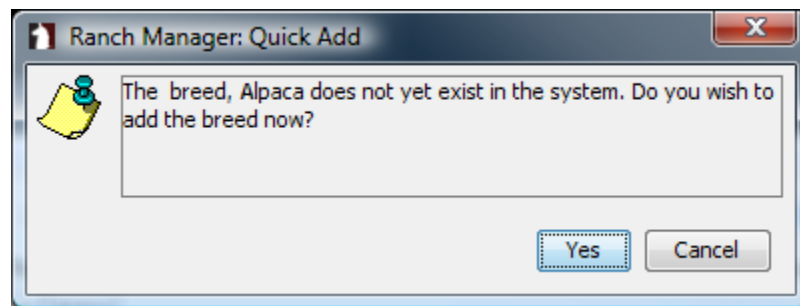 Ranch Manager: Quick Add
The  breed, Alpaca does not yet exist in the system. Do you wish to
add the breed now?
Yes
Cancel